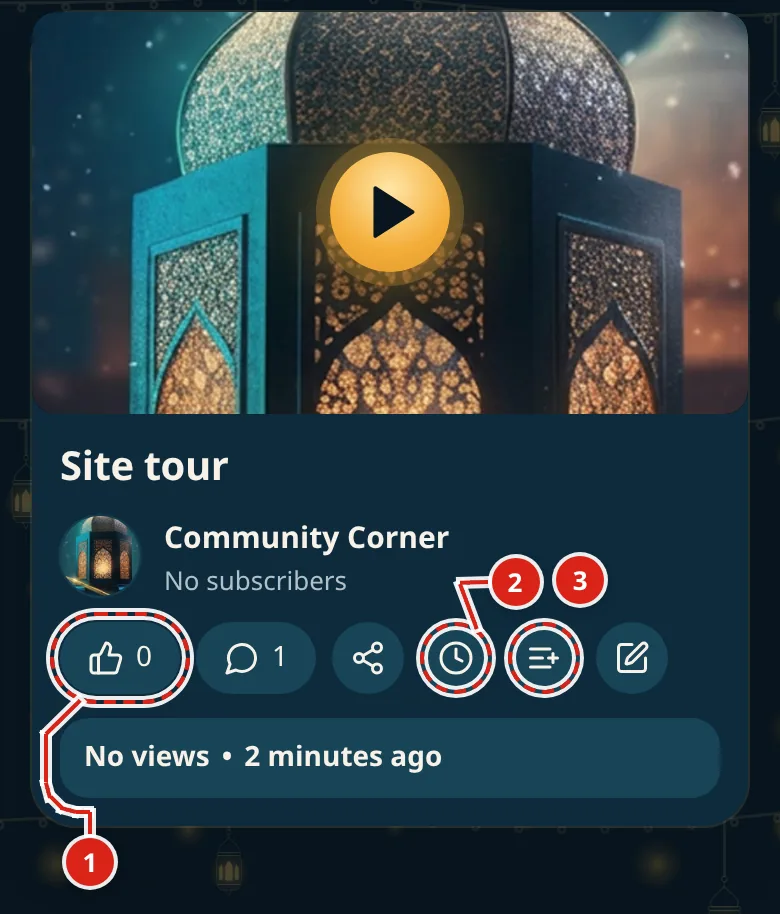 Site tour
Community Corner
No subscribers
2 3
0 1
No views • 2 minutes ago
1